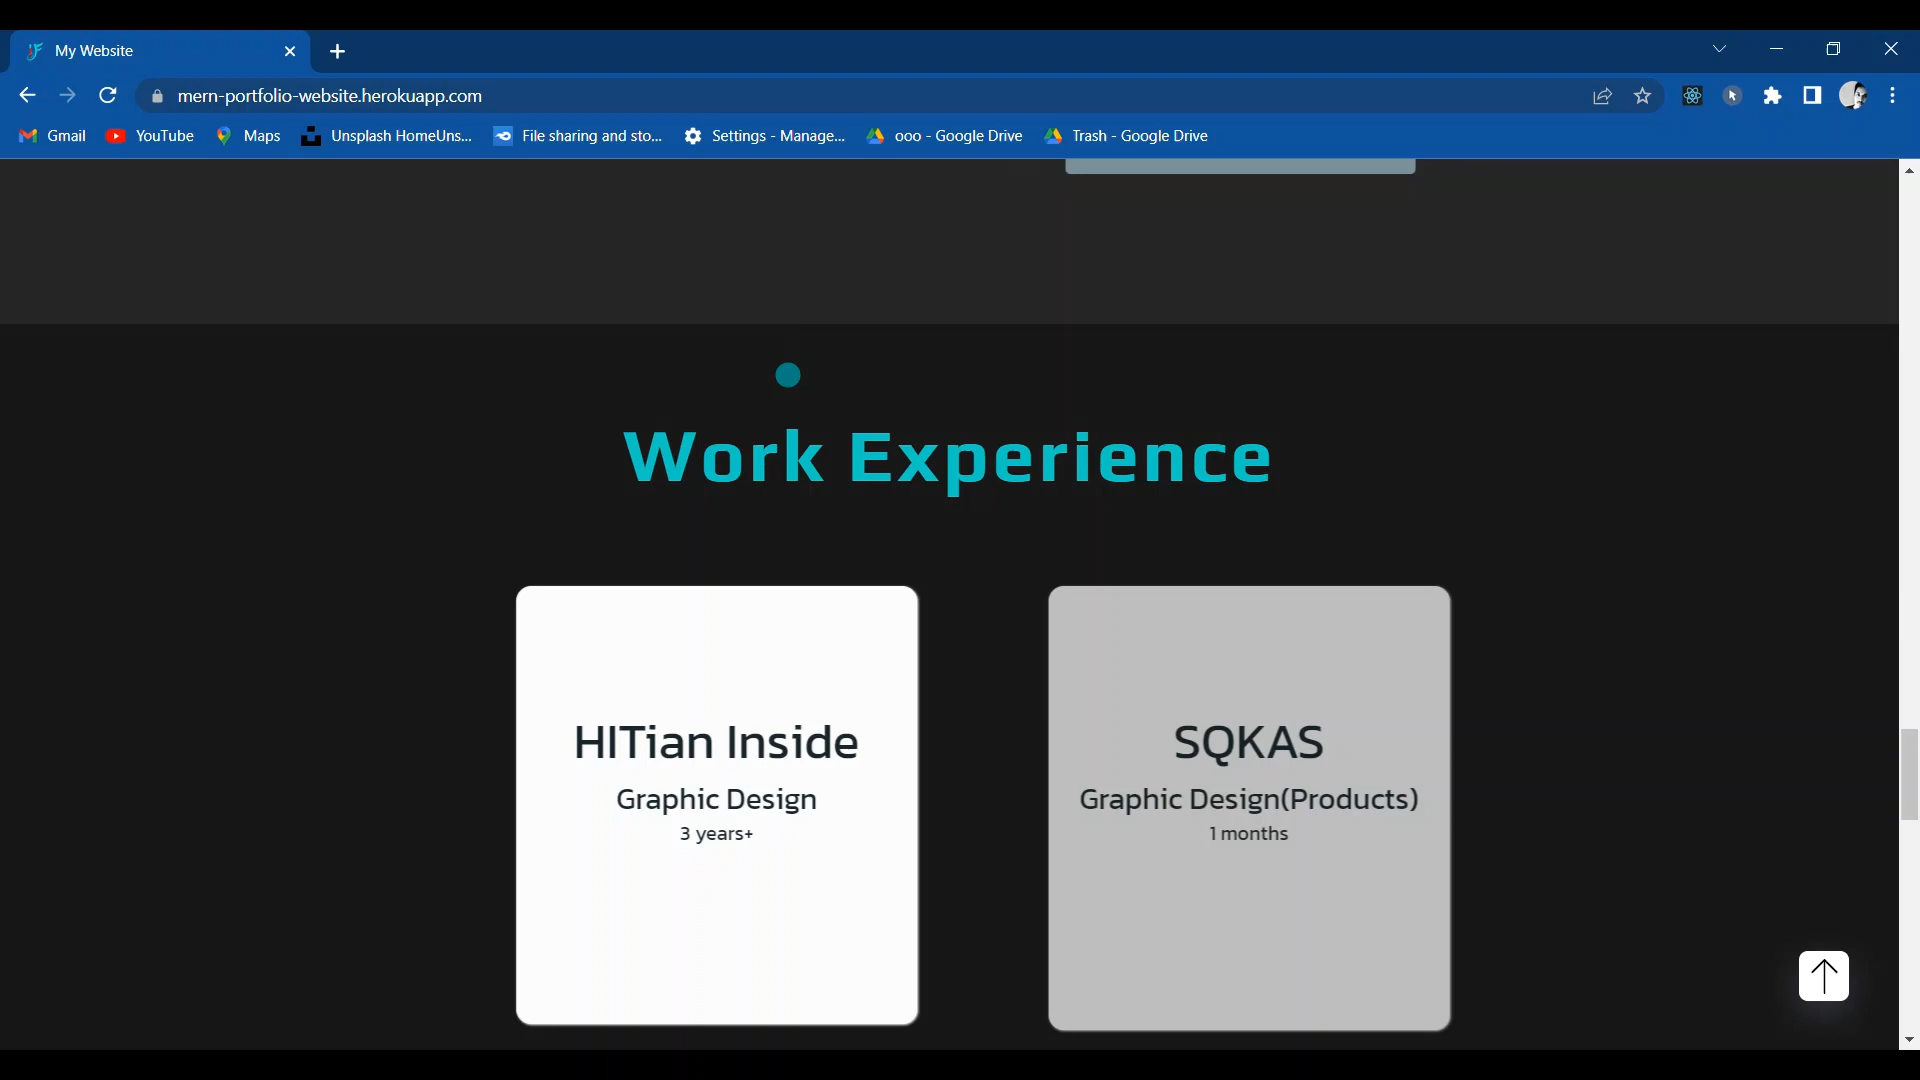 My Website
mern-portfolio-website.herokuapp.com
Gmail YouTube Maps Unsplash HomeUns... File sharing and sto... Settings - Manage... ooo - Google Drive Trash - Google Drive
Work Experience
HITian Inside
Graphic Design
3 years+
SQKAS
Graphic Design(Products)
1 months